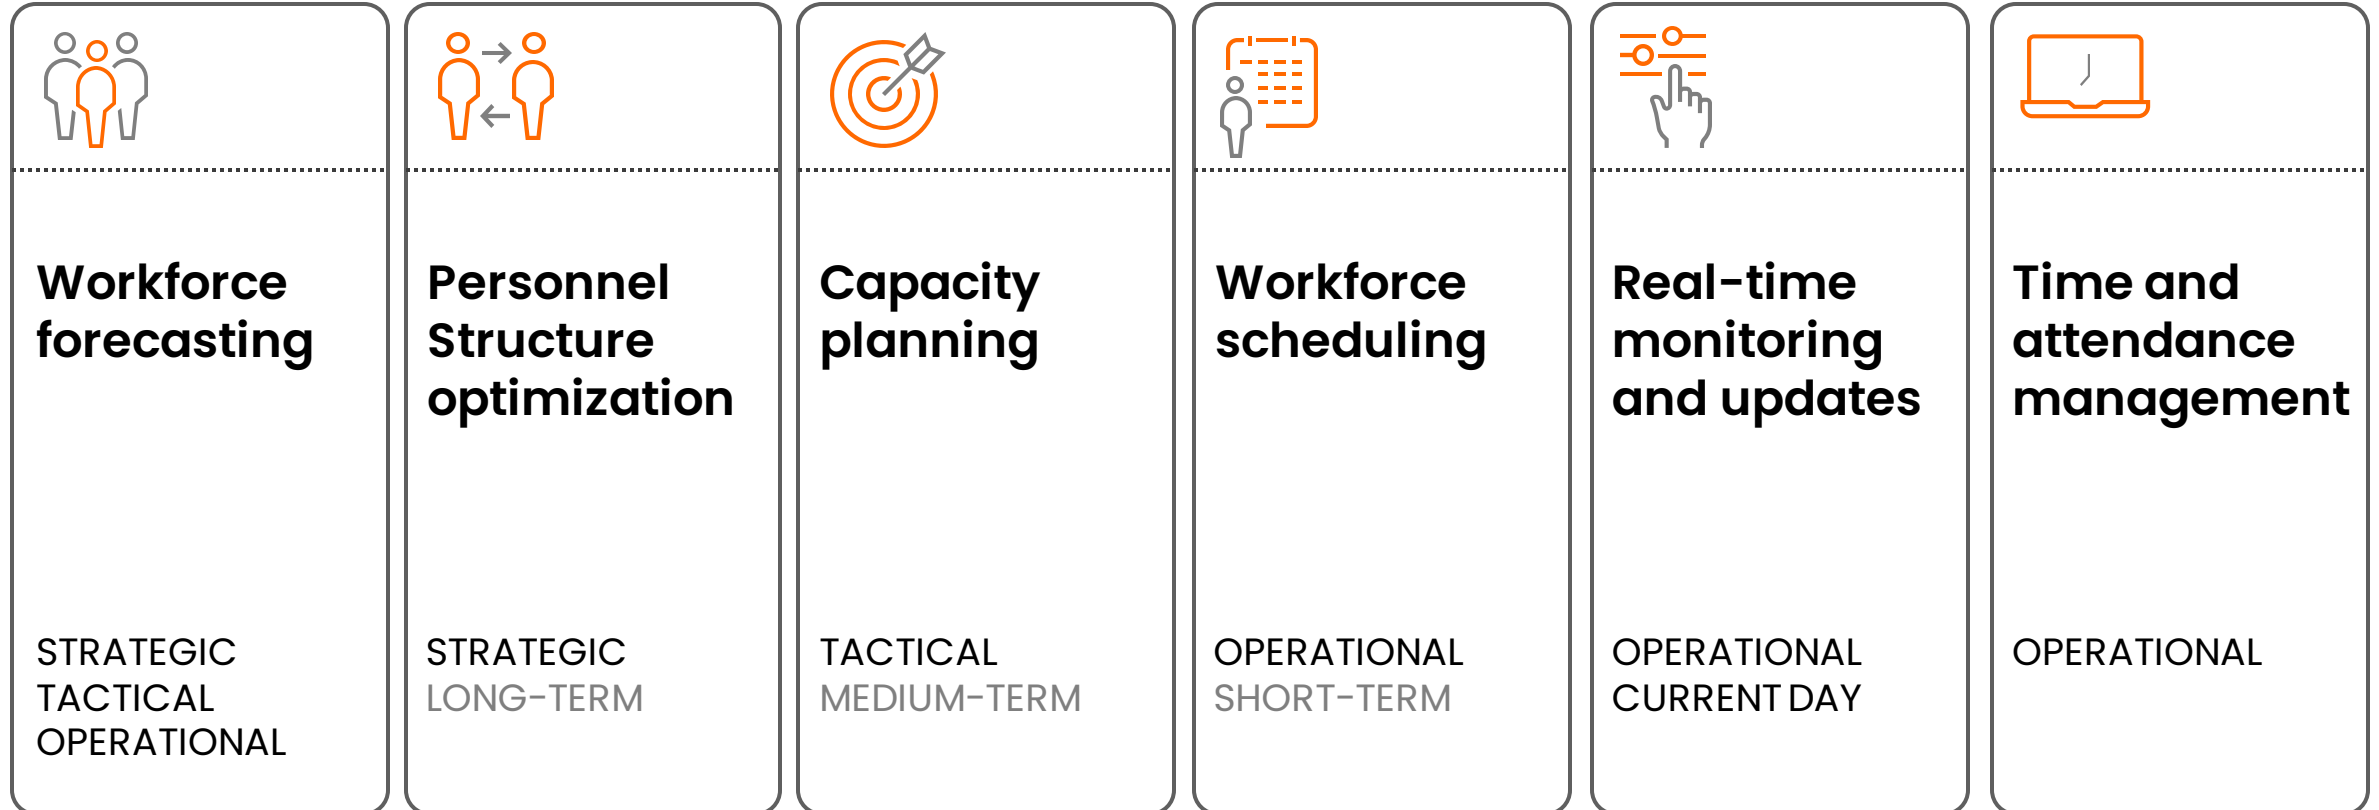 Workforce
forecasting
STRATEGIC
TACTICAL
OPERATIONAL
Personnel
Structure
optimization
STRATEGIC
LONG-TERM
Capacity
planning
TACTICAL
MEDIUM-TERM
Workforce
scheduling
OPERATIONAL
SHORT-TERM
Real-time
monitoring
and updates
OPERATIONAL
CURRENT DAY
Time and
attendance
management
OPERATIONAL